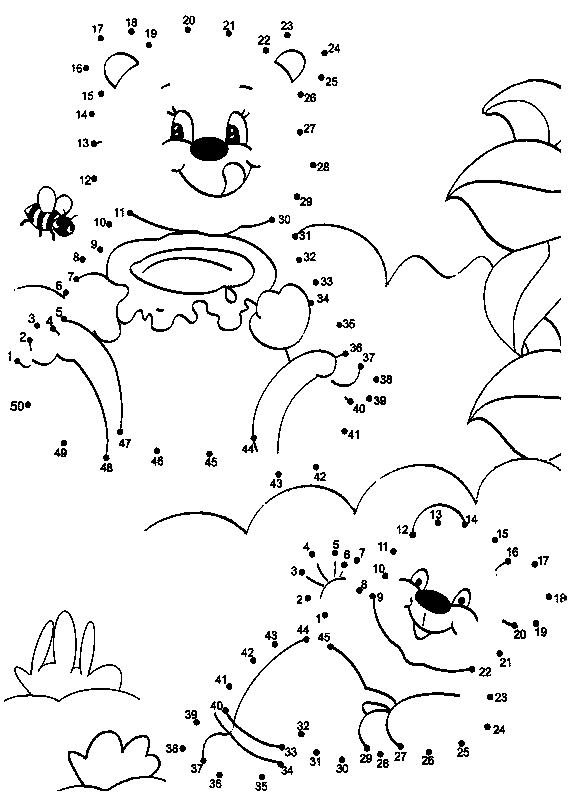 17 18 19 20 21 22 23 24
16 25
15 26
14
13 27
12 28
29
11 30
10
9 31
8 32
7 33
6 34
5
3 4 35
2 36
1 37
38
50 40 39
47 41
49 48 46 45 44
43 42
13 14
12 15
4 5 6 7 11 16 17
3 10
2 8 9 18
1 20 19
44 45 21
43 22
42
41 23
40
39 32 24
38 33 31 30 29 28 27 26 25
37 34
36 35